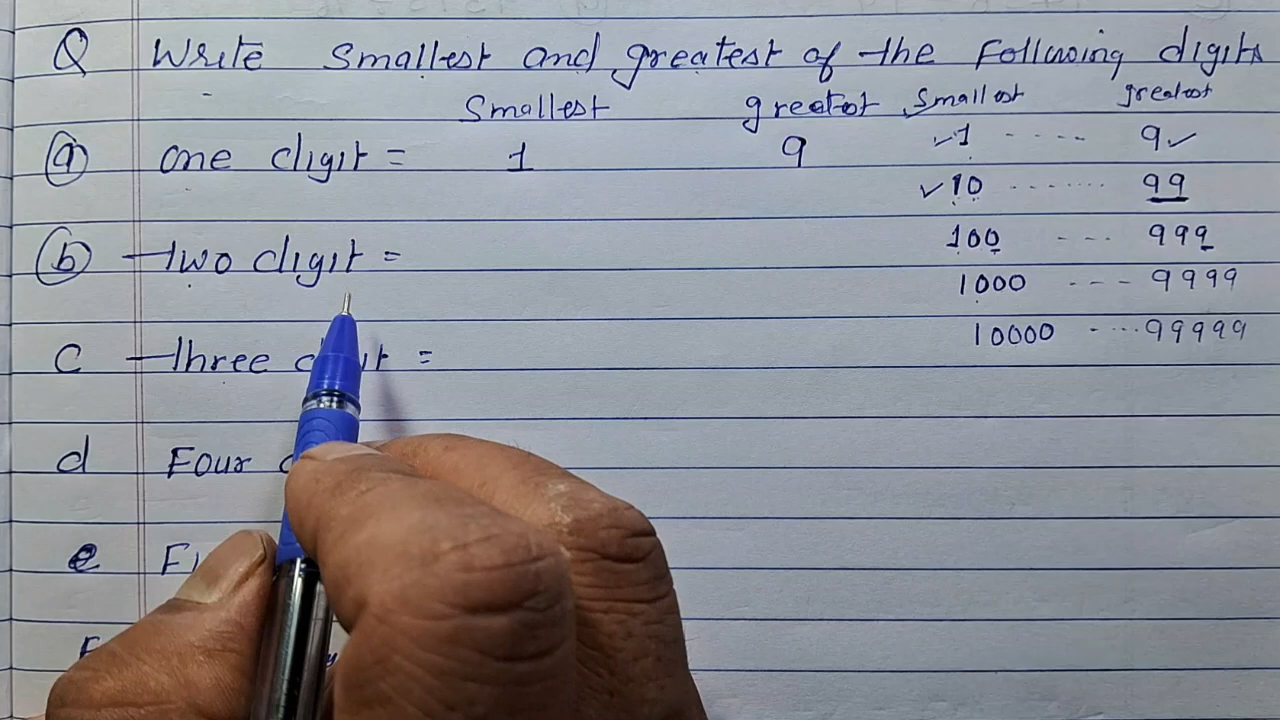 Q Write Smallest and greatest of the Following digits
Smallest greatest Smallest greatest
a one digit = 1 9 ✓1 ---- 9✓
✓10 ------- 99
b Two digit = 100 --- 999
1000 --- 9999
c Three digit = 10000 ---- 99999
d Four
e
F